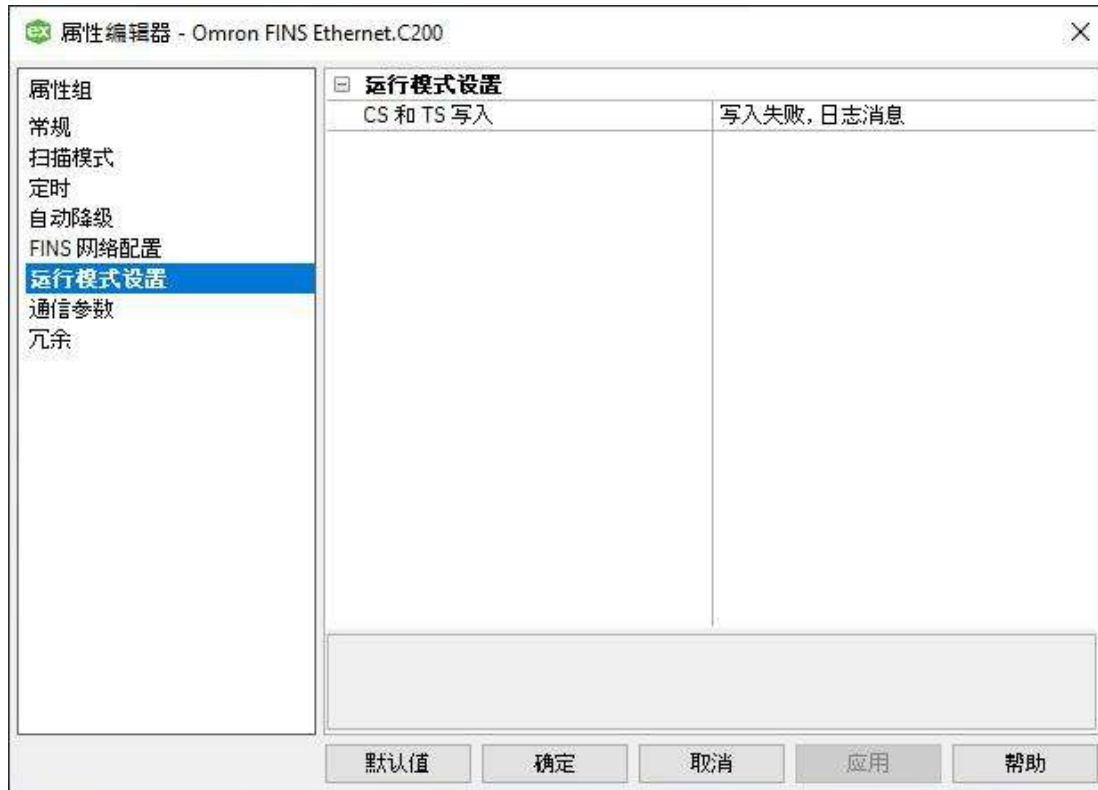 属性编辑器 - Omron FINS Ethernet.C200
属性组
常规
扫描模式
定时
自动降级
FINS 网络配置
运行模式设置
通信参数
冗余
运行模式设置
CS 和 TS 写入 写入失败, 日志消息
默认值 确定 取消 应用 帮助